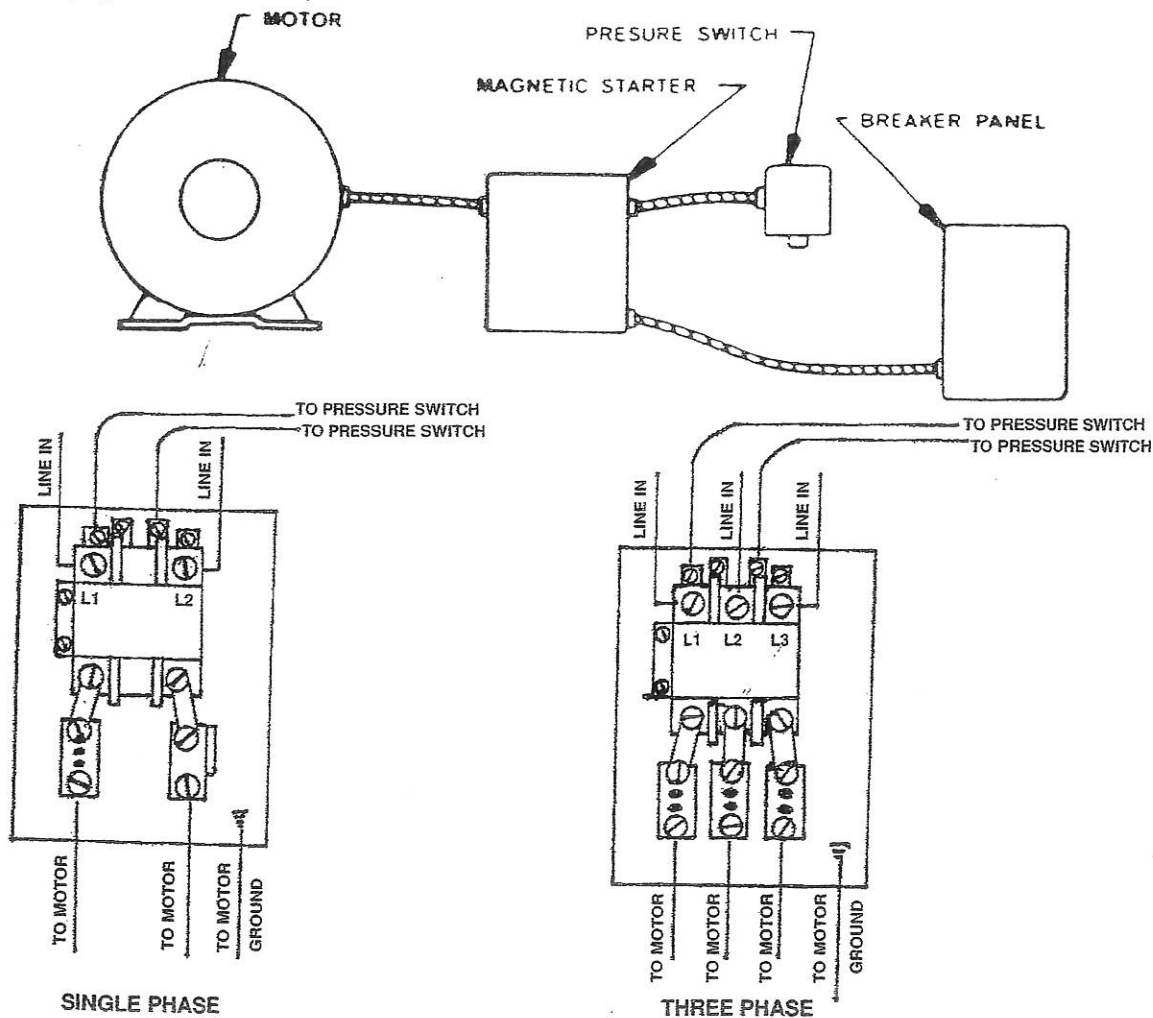 MOTOR
PRESURE SWITCH
MAGNETIC STARTER
BREAKER PANEL
TO PRESSURE SWITCH
TO PRESSURE SWITCH
LINE IN
LINE IN
L1
L2
TO MOTOR
TO MOTOR
TO MOTOR
GROUND
SINGLE PHASE
TO PRESSURE SWITCH
TO PRESSURE SWITCH
LINE IN
LINE IN
LINE IN
L1
L2
L3
TO MOTOR
TO MOTOR
TO MOTOR
TO MOTOR
GROUND
THREE PHASE